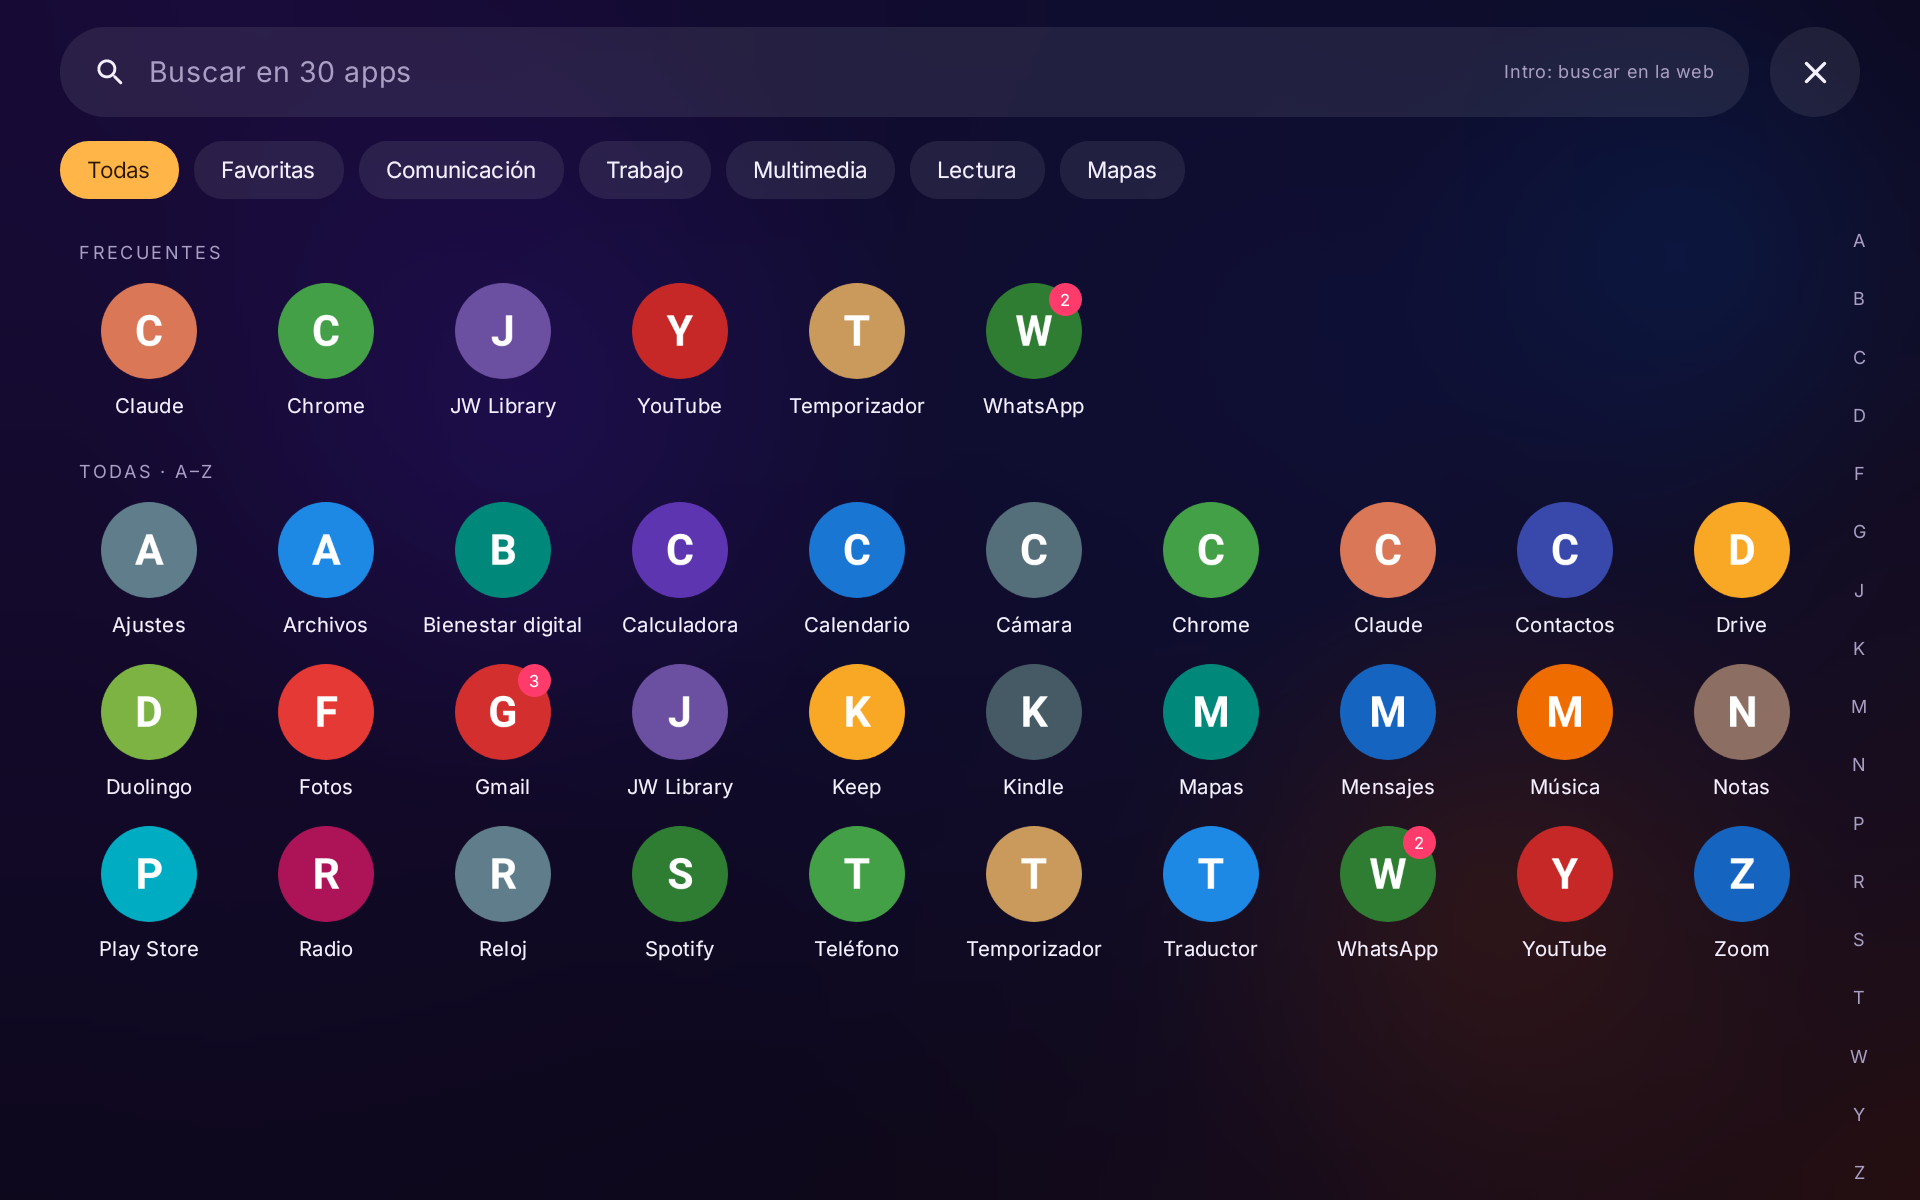 Buscar en 30 apps
Intro: buscar en la web
Todas Favoritas Comunicación Trabajo Multimedia Lectura Mapas
FRECUENTES
C C J Y T W 2
Claude Chrome JW Library YouTube Temporizador WhatsApp
TODAS · A–Z
A A B C C C C C C D
Ajustes Archivos Bienestar digital Calculadora Calendario Cámara Chrome Claude Contactos Drive
D F G 3 J K K M M M N
Duolingo Fotos Gmail JW Library Keep Kindle Mapas Mensajes Música Notas
P R R S T T T W 2 Y Z
Play Store Radio Reloj Spotify Teléfono Temporizador Traductor WhatsApp YouTube Zoom
A
B
C
D
F
G
J
K
M
N
P
R
S
T
W
Y
Z